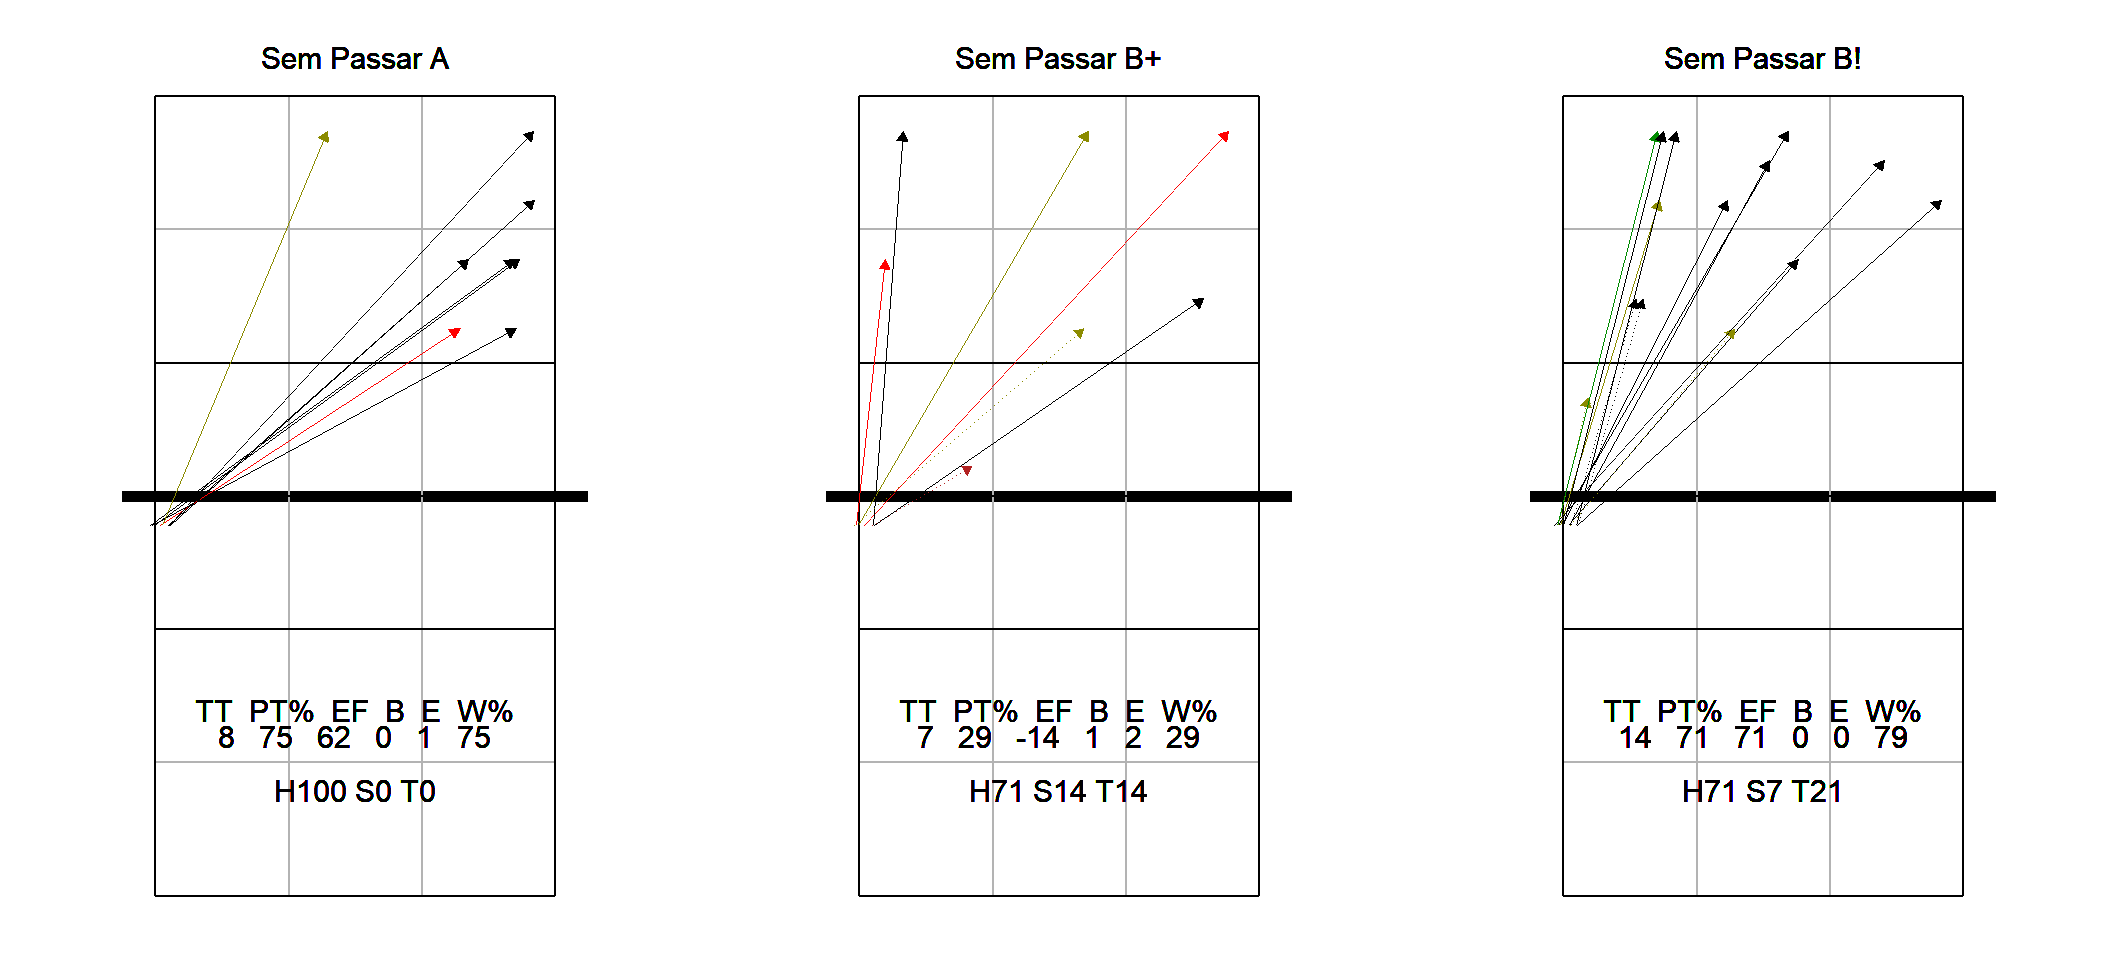 Sem Passar A
TT PT% EF B E W%
8 75 62 0 1 75
H100 S0 T0
Sem Passar B+
TT PT% EF B E W%
7 29 -14 1 2 29
H71 S14 T14
Sem Passar B!
TT PT% EF B E W%
14 71 71 0 0 79
H71 S7 T21